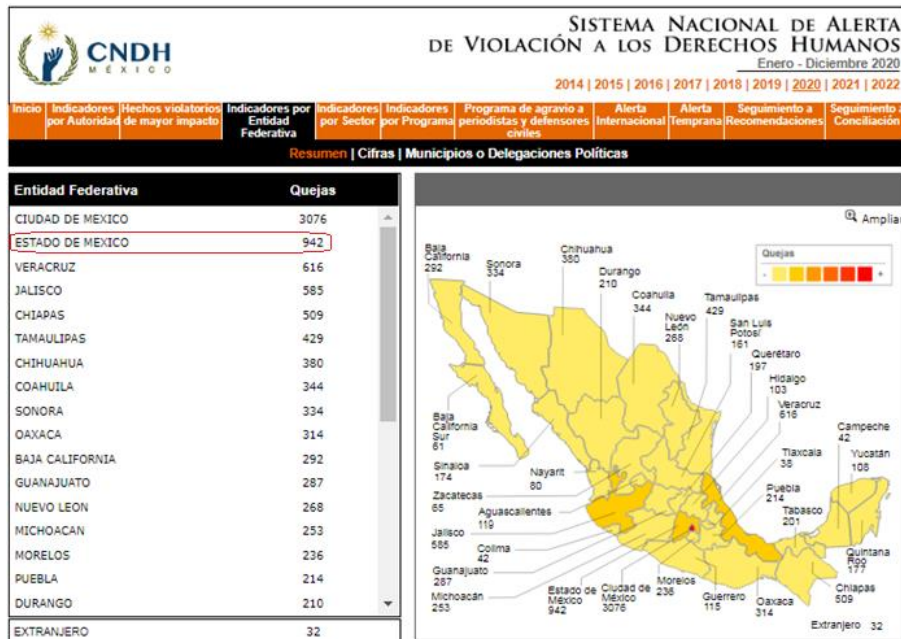 CNDH
MÉXICO
SISTEMA NACIONAL DE ALERTA
DE VIOLACIÓN A LOS DERECHOS HUMANOS
Enero - Diciembre 2020
2014 | 2015 | 2016 | 2017 | 2018 | 2019 | 2020 | 2021 | 2022
Inicio
Indicadores
por Autoridad
Hechos violatorios
de mayor impacto
Indicadores por
Entidad
Federativa
Indicadores
por Sector
Indicadores
por Programa
Programa de agravio a
periodistas y defensores
civiles
Alerta
Internacional
Alerta
Temprana
Seguimiento a
Recomendaciones
Seguimiento a
Conciliación
Resumen | Cifras | Municipios o Delegaciones Políticas
Entidad Federativa Quejas
CIUDAD DE MEXICO 3076
ESTADO DE MEXICO 942
VERACRUZ 616
JALISCO 585
CHIAPAS 509
TAMAULIPAS 429
CHIHUAHUA 380
COAHUILA 344
SONORA 334
OAXACA 314
BAJA CALIFORNIA 292
GUANAJUATO 287
NUEVO LEON 268
MICHOACAN 253
MORELOS 236
PUEBLA 214
DURANGO 210
EXTRANJERO 32
Ampliar
Quejas
- +
Baja
California
292
Sonora
334
Chihuahua
380
Durango
210
Coahuila
344
Nuevo
León
268
Tamaulipas
429
San Luis
Potosí
161
Querétaro
197
Hidalgo
103
Veracruz
616
Campeche
42
Yucatán
108
Tlaxcala
38
Puebla
214
Tabasco
201
Quintana
Roo
177
Chiapas
509
Baja
California
Sur
61
Sinaloa
174
Nayarit
80
Zacatecas
65
Aguascalientes
119
Jalisco
585
Colima
42
Guanajuato
287
Michoacán
253
Estado de
México
942
Ciudad de
México
3076
Morelos
236
Guerrero
115
Oaxaca
314
Extranjero 32